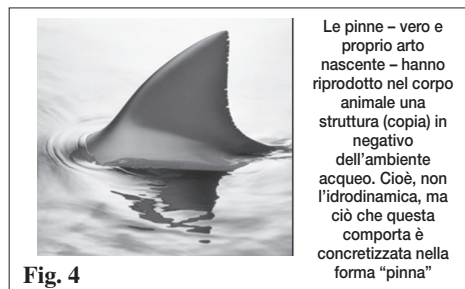 Le pinne – vero e
proprio arto
nascente – hanno
riprodotto nel corpo
animale una
struttura (copia) in
negativo
dell’ambiente
acqueo. Cioè, non
l’idrodinamica, ma
ciò che questa
comporta è
concretizzata nella
forma “pinna”
Fig. 4